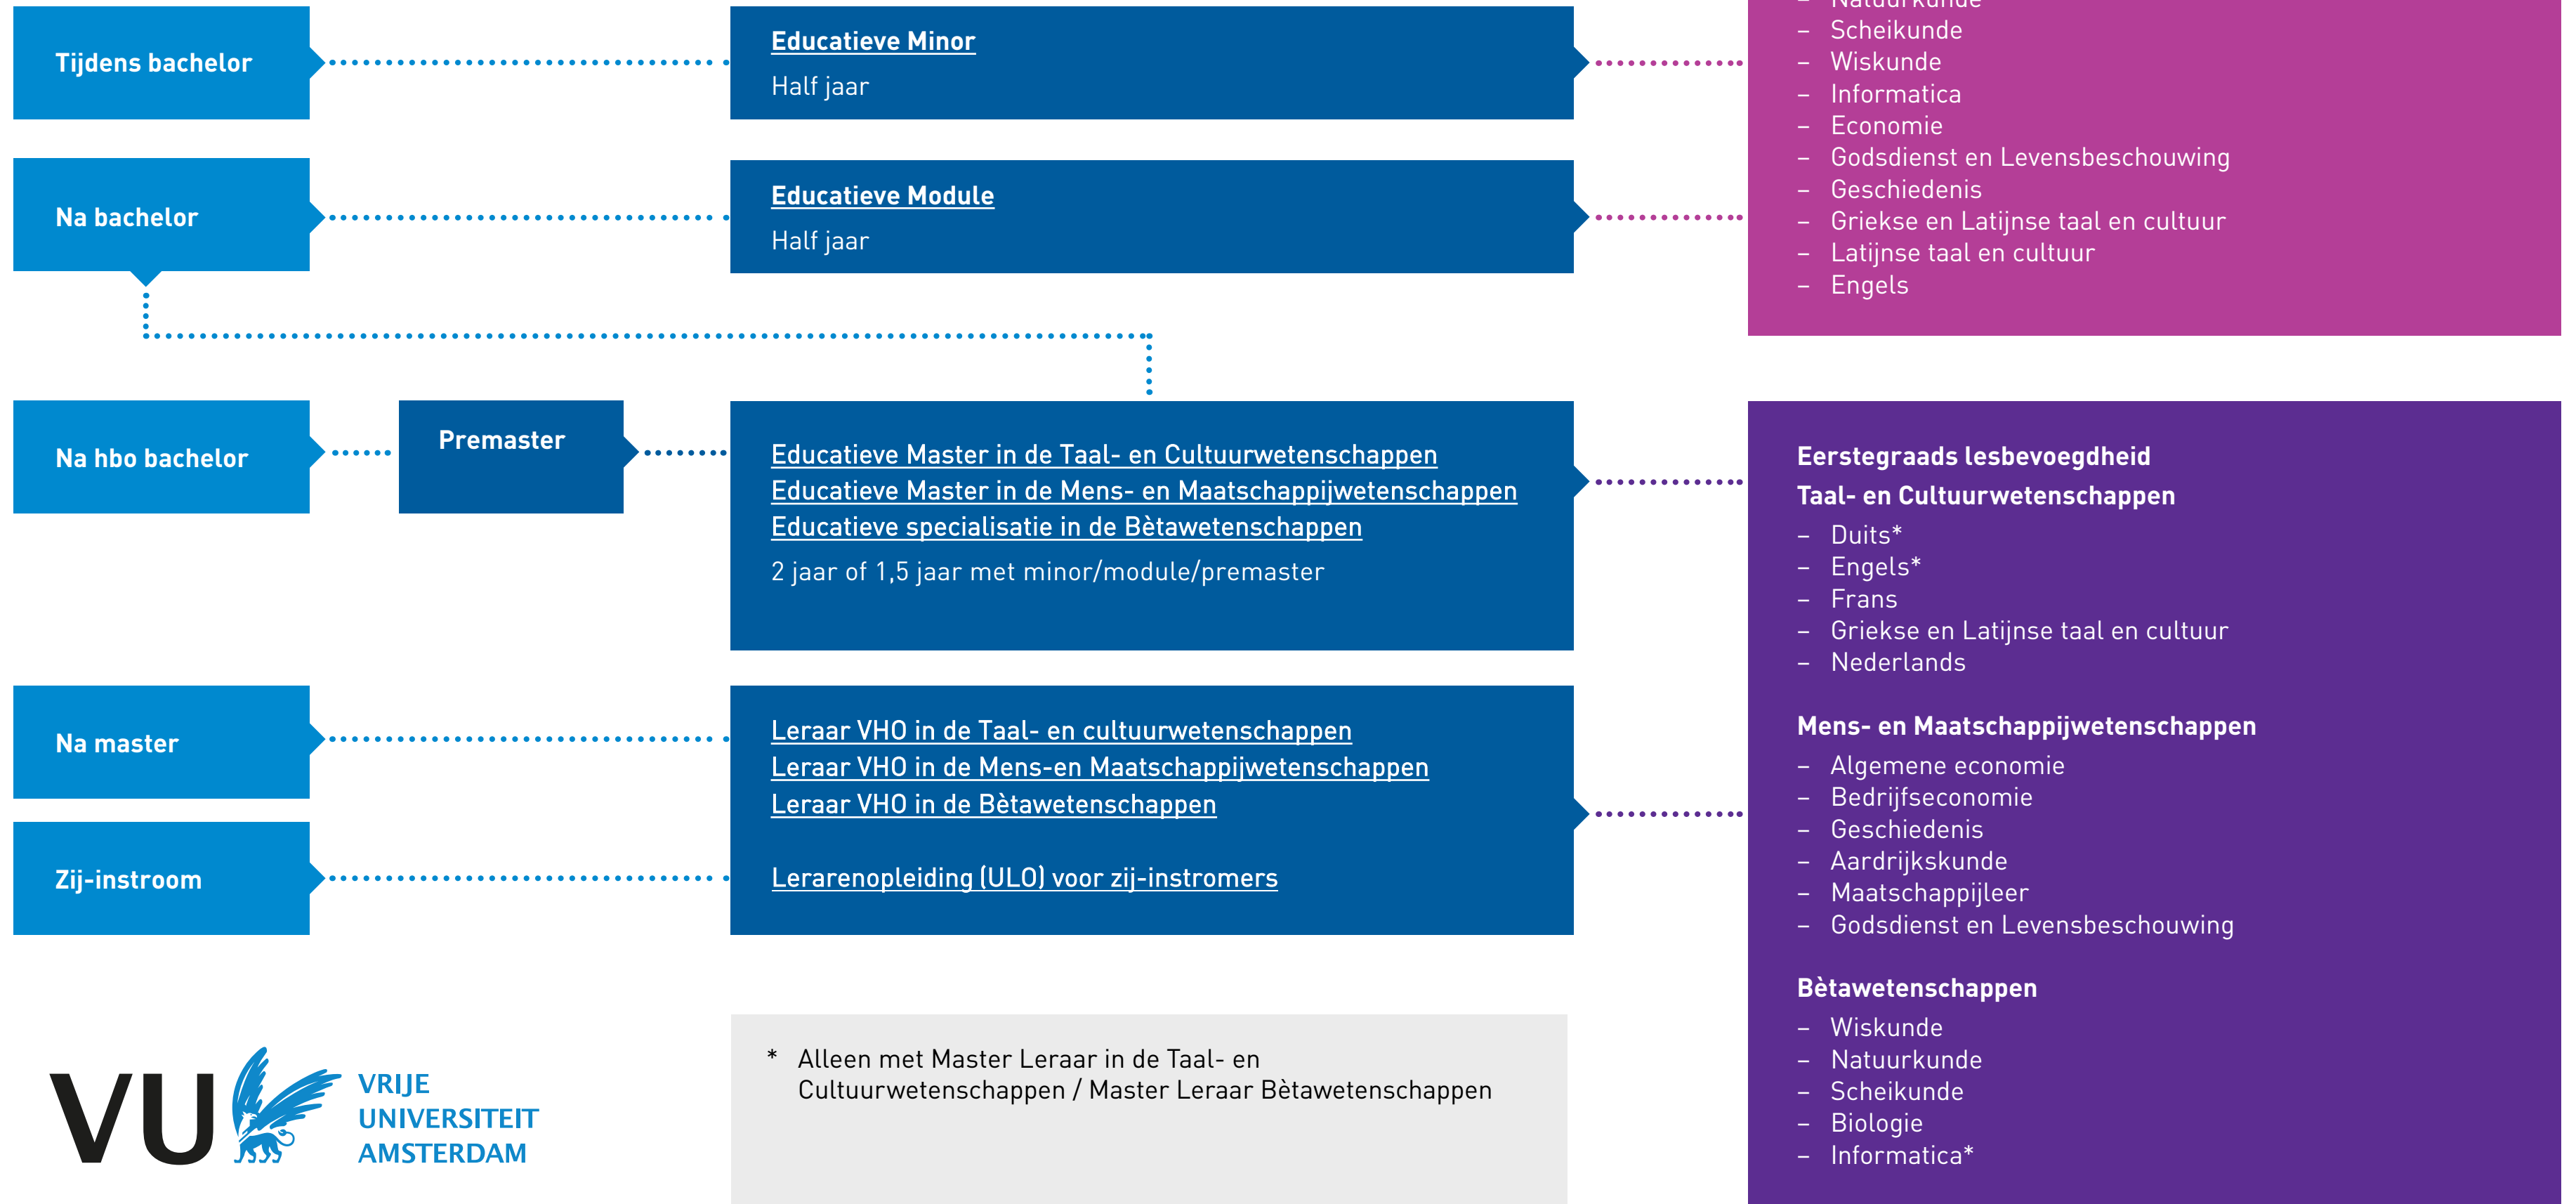 Tijdens bachelor
Educatieve Minor
Half jaar
– Natuurkunde
– Scheikunde
– Wiskunde
– Informatica
– Economie
– Godsdienst en Levensbeschouwing
– Geschiedenis
– Griekse en Latijnse taal en cultuur
– Latijnse taal en cultuur
– Engels
Na bachelor
Educatieve Module
Half jaar
Na hbo bachelor
Premaster
Educatieve Master in de Taal- en Cultuurwetenschappen
Educatieve Master in de Mens- en Maatschappijwetenschappen
Educatieve specialisatie in de Bètawetenschappen
2 jaar of 1,5 jaar met minor/module/premaster
Na master
Zij-instroom
Leraar VHO in de Taal- en cultuurwetenschappen
Leraar VHO in de Mens-en Maatschappijwetenschappen
Leraar VHO in de Bètawetenschappen
Lerarenopleiding (ULO) voor zij-instromers
Eerstegraads lesbevoegdheid
Taal- en Cultuurwetenschappen
– Duits*
– Engels*
– Frans
– Griekse en Latijnse taal en cultuur
– Nederlands
Mens- en Maatschappijwetenschappen
– Algemene economie
– Bedrijfseconomie
– Geschiedenis
– Aardrijkskunde
– Maatschappijleer
– Godsdienst en Levensbeschouwing
Bètawetenschappen
– Wiskunde
– Natuurkunde
– Scheikunde
– Biologie
– Informatica*
* Alleen met Master Leraar in de Taal- en
Cultuurwetenschappen / Master Leraar Bètawetenschappen
VU
VRIJE
UNIVERSITEIT
AMSTERDAM